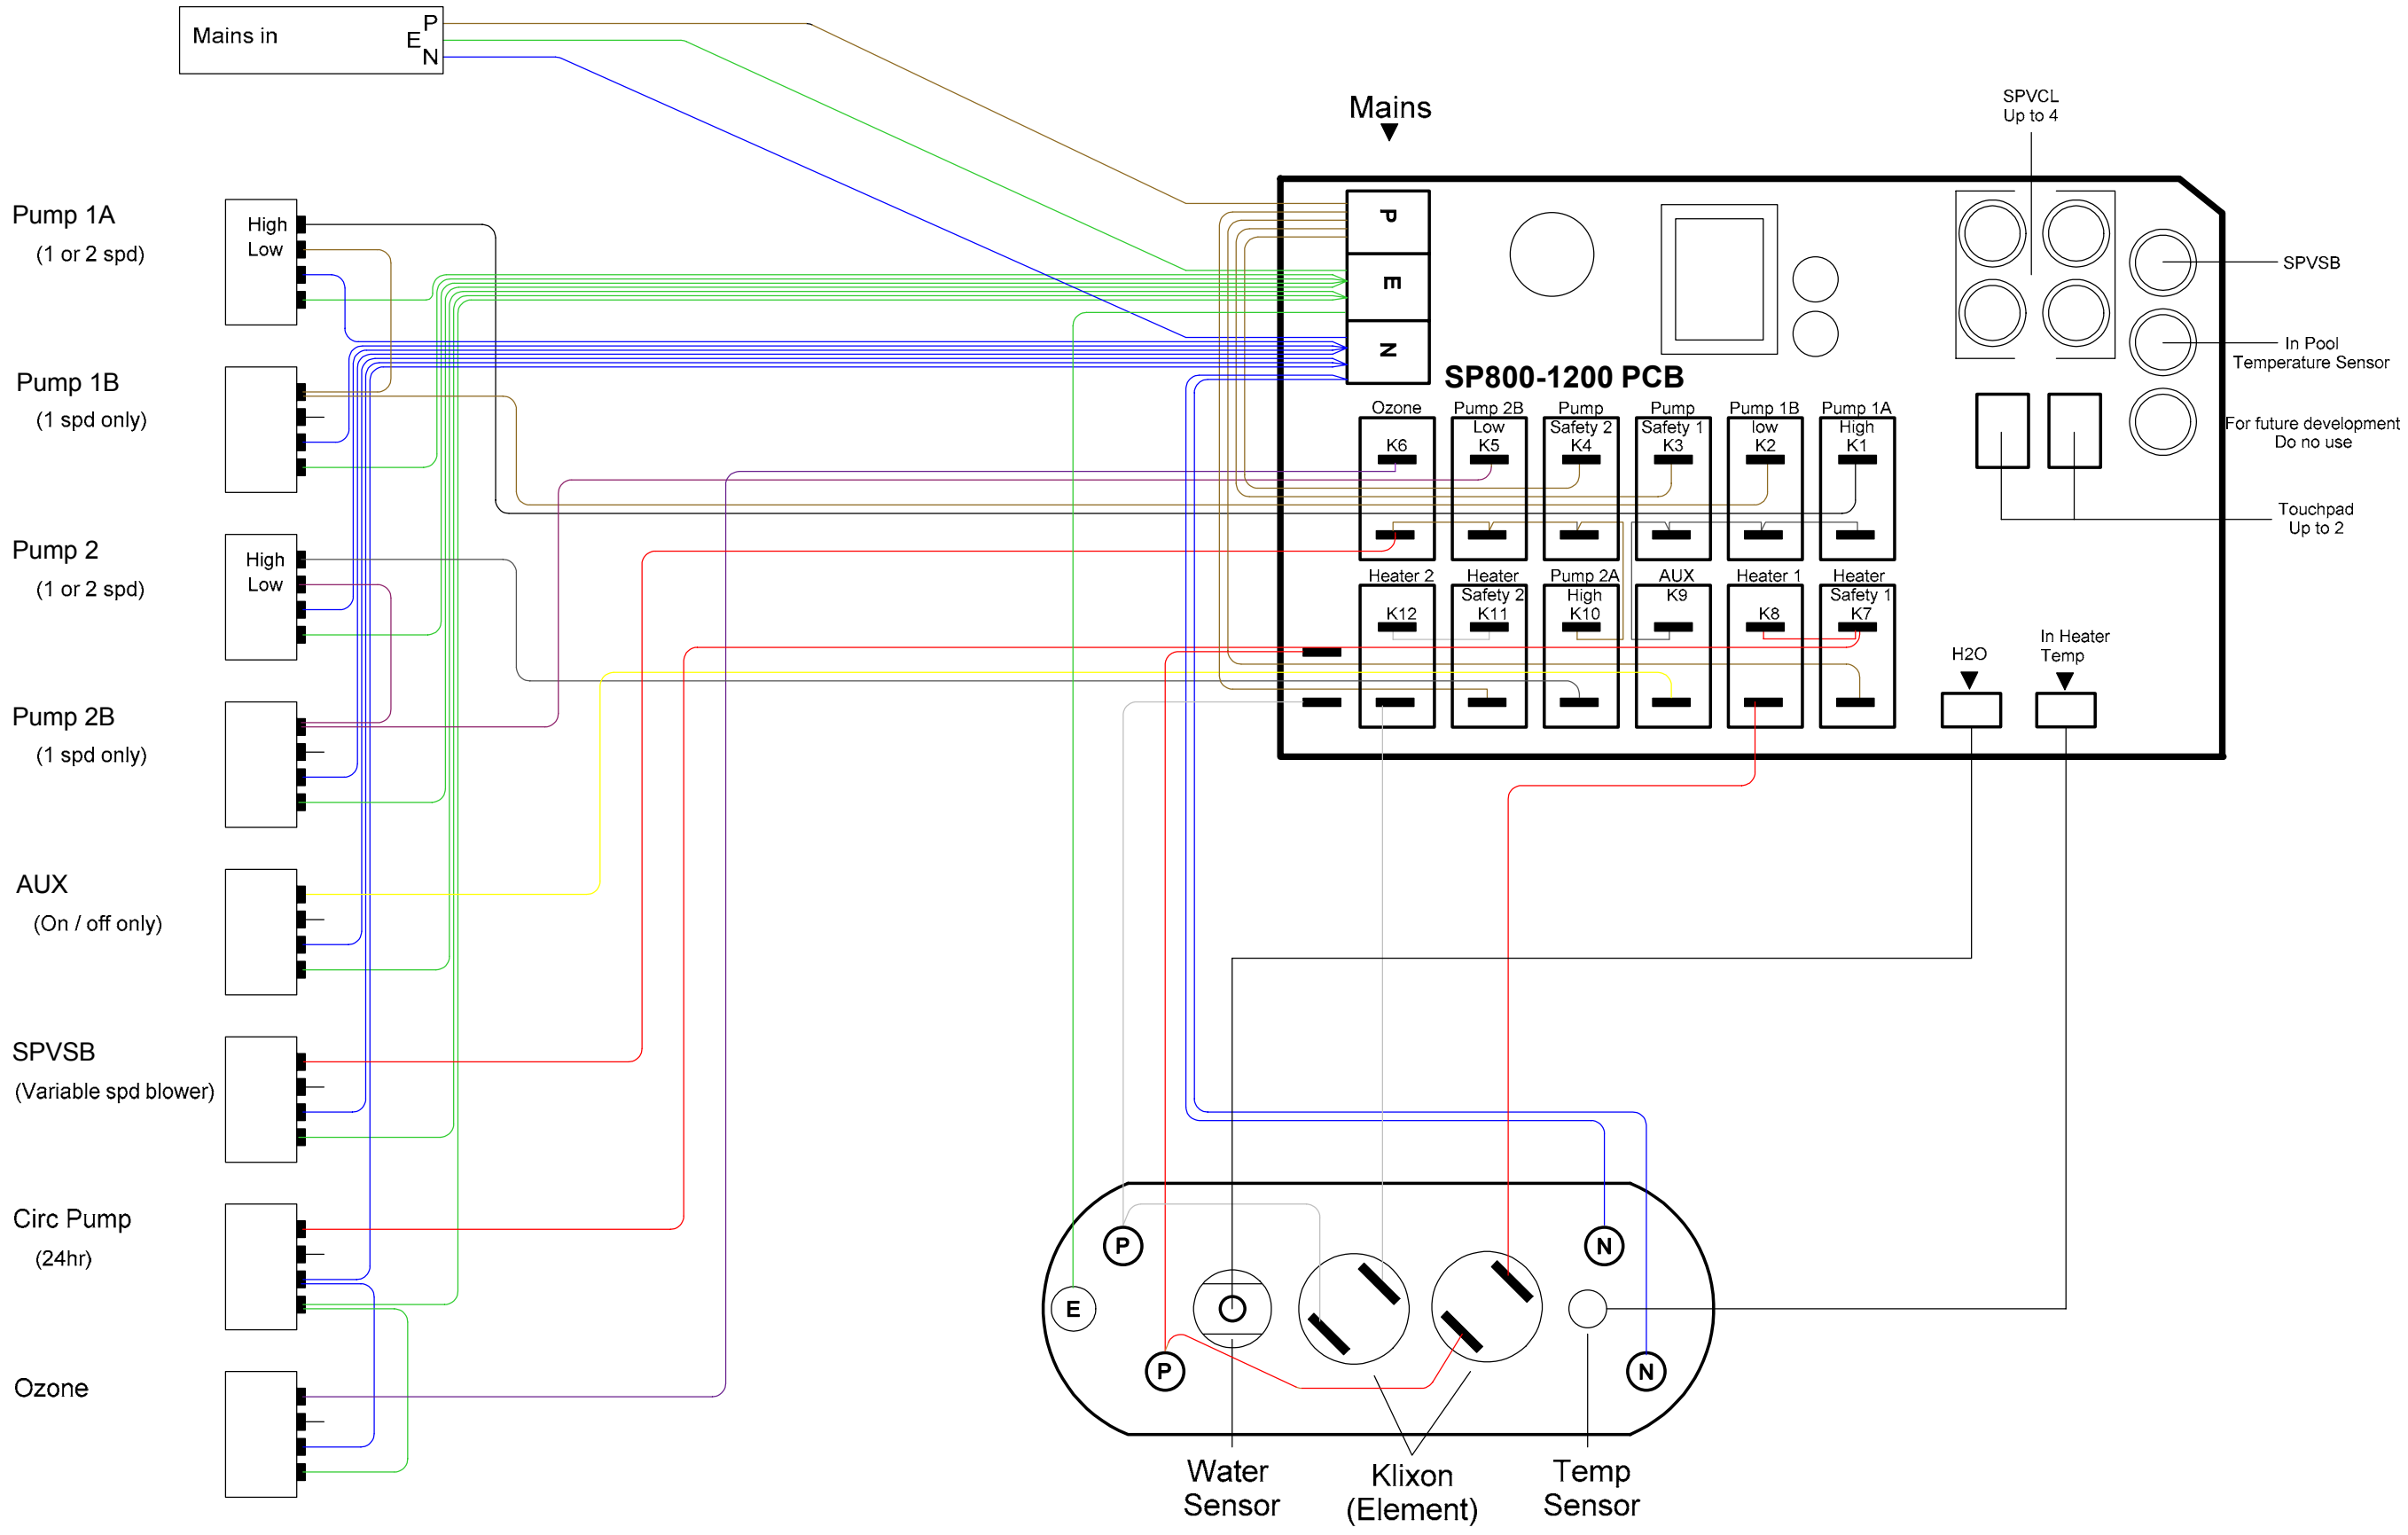 Mains in
P
E
N
Mains
SPVCL
Up to 4
Pump 1A
(1 or 2 spd)
High
Low
P
E
N
SPVSB
In Pool
Temperature Sensor
Pump 1B
(1 spd only)
SP800-1200 PCB
For future development
Do no use
Ozone
K6
Pump 2B
Low
K5
Pump
Safety 2
K4
Pump
Safety 1
K3
Pump 1B
low
K2
Pump 1A
High
K1
Touchpad
Up to 2
Pump 2
(1 or 2 spd)
High
Low
Heater 2
K12
Heater
Safety 2
K11
Pump 2A
High
K10
AUX
K9
Heater 1
K8
Heater
Safety 1
K7
H2O
In Heater
Temp
Pump 2B
(1 spd only)
AUX
(On / off only)
SPVSB
(Variable spd blower)
Circ Pump
(24hr)
Ozone
P
N
E
P
N
Water
Sensor
Klixon
(Element)
Temp
Sensor